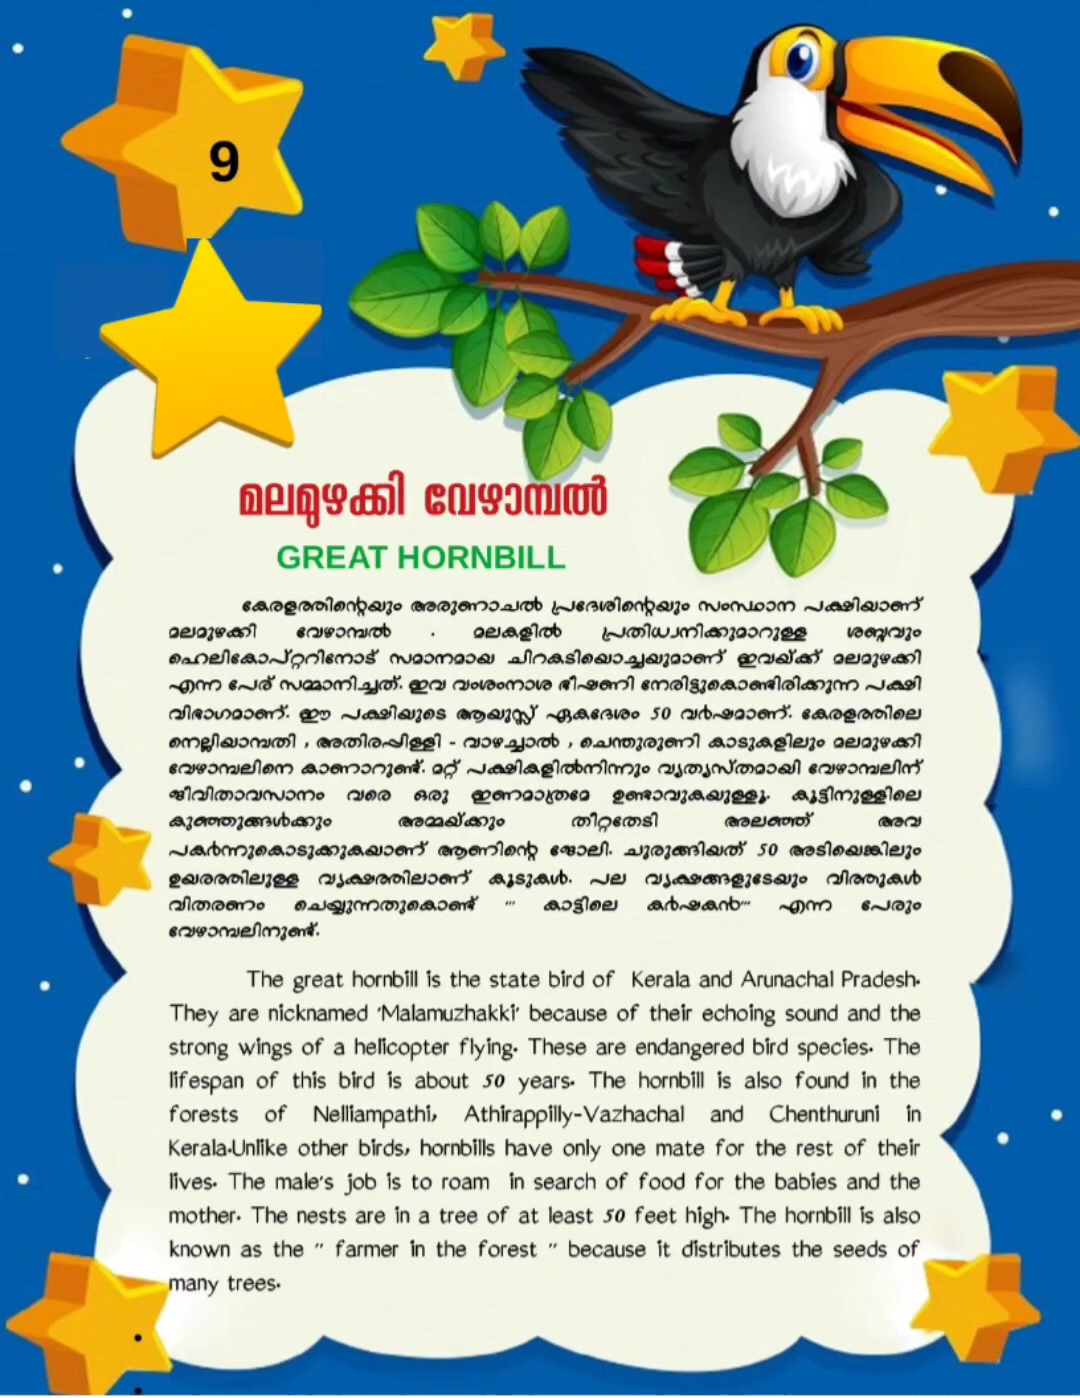 9
മലമുഴക്കി വേഴാമ്പൽ
GREAT HORNBILL
കേരളത്തിന്റെയും അരുണാചൽ പ്രദേശിന്റെയും സംസ്ഥാന പക്ഷിയാണ്
മലമുഴക്കി വേഴാമ്പൽ . മലകളിൽ പ്രതിധ്വനിക്കുമാറുള്ള ശബ്ദവും
ഹെലികോപ്റ്ററിനോട് സമാനമായ ചിറകടിയൊച്ചയുമാണ് ഇവയ്ക്ക് മലമുഴക്കി
എന്ന പേര് സമ്മാനിച്ചത്. ഇവ വംശംനാശ ഭീഷണി നേരിട്ടുകൊണ്ടിരിക്കുന്ന പക്ഷി
വിഭാഗമാണ്. ഈ പക്ഷിയുടെ ആയുസ്സ് ഏകദേശം 50 വർഷമാണ്. കേരളത്തിലെ
നെല്ലിയാമ്പതി , അതിരപ്പിള്ളി - വാഴച്ചാൽ , ചെന്തുരുണി കാടുകളിലും മലമുഴക്കി
വേഴാമ്പലിനെ കാണാറുണ്ട്. മറ്റ് പക്ഷികളിൽനിന്നും വ്യത്യസ്തമായി വേഴാമ്പലിന്
ജീവിതാവസാനം വരെ ഒരു ഇണമാത്രമേ ഉണ്ടാവുകയുള്ളൂ. കൂട്ടിനുള്ളിലെ
കുഞ്ഞുങ്ങൾക്കും അമ്മയ്ക്കും തീറ്റതേടി അലഞ്ഞ് അവ
പകർന്നുകൊടുക്കുകയാണ് ആണിന്റെ ജോലി. ചുരുങ്ങിയത് 50 അടിയെങ്കിലും
ഉയരത്തിലുള്ള വൃക്ഷത്തിലാണ് കൂടുകൾ. പല വൃക്ഷങ്ങളുടേയും വിത്തുകൾ
വിതരണം ചെയ്യുന്നതുകൊണ്ട് "' കാട്ടിലെ കർഷകൻ"' എന്ന പേരും
വേഴാമ്പലിനുണ്ട്.
The great hornbill is the state bird of Kerala and Arunachal Pradesh.
They are nicknamed 'Malamuzhakki' because of their echoing sound and the
strong wings of a helicopter flying. These are endangered bird species. The
lifespan of this bird is about 50 years. The hornbill is also found in the
forests of Nelliampathi, Athirappilly-Vazhachal and Chenthuruni in
Kerala.Unlike other birds, hornbills have only one mate for the rest of their
lives. The male's job is to roam in search of food for the babies and the
mother. The nests are in a tree of at least 50 feet high. The hornbill is also
known as the " farmer in the forest " because it distributes the seeds of
many trees.